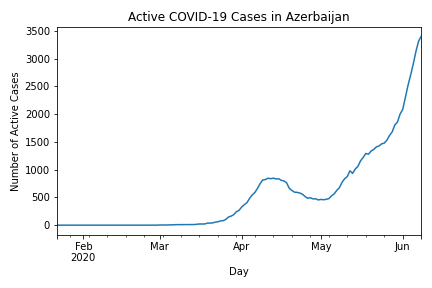 Active COVID-19 Cases in Azerbaijan
Number of Active Cases
3500
3000
2500
2000
1500
1000
500
0
Feb
2020
Mar
Apr
May
Jun
Day